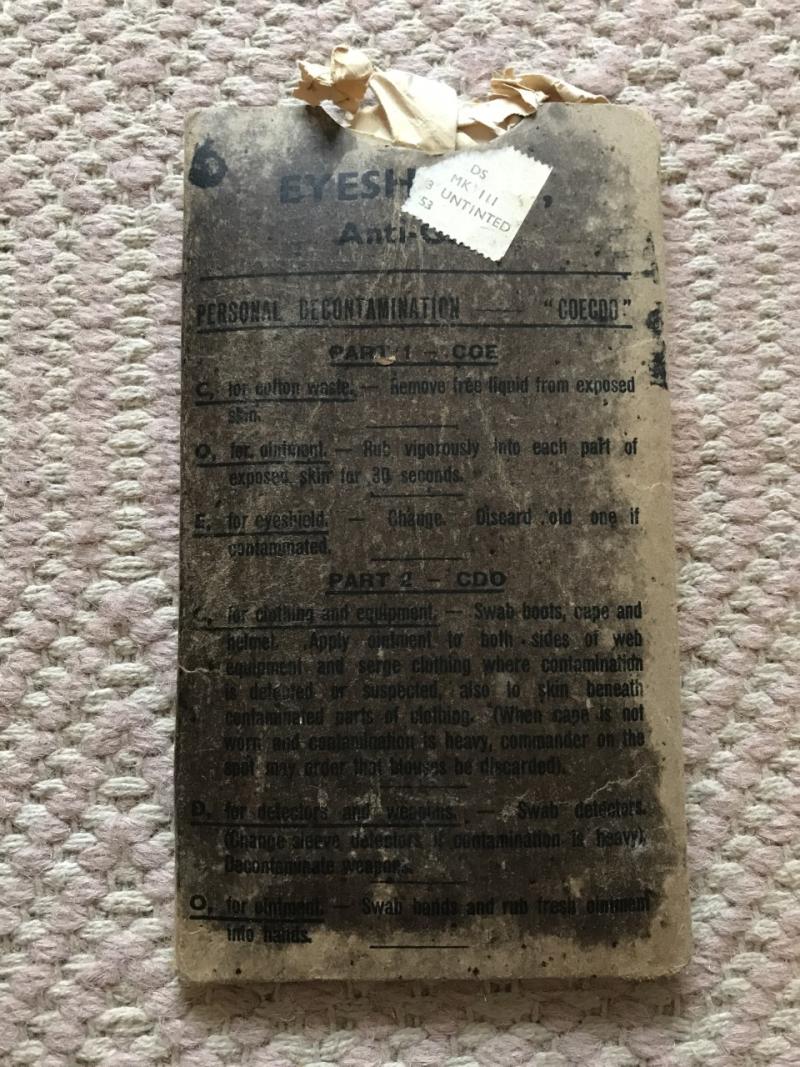 EYESH ,
Anti-G
DS
MK III
3 UNTINTED
53
PERSONAL DECONTAMINATION — "COECDO."
PART 1 - COE
C, for cotton waste. — Remove free liquid from exposed
skin.
O, for ointment. — Rub vigorously into each part of
exposed skin for 30 seconds.
E, for eyeshield. — Change. Discard old one if
contaminated.
PART 2 - CDO
C, for clothing and equipment. — Swab boots, cape and
helmet. Apply ointment to both sides of web
equipment and serge clothing where contamination
is detected or suspected, also to skin beneath
contaminated parts of clothing. (When cape is not
worn and contamination is heavy, commander on the
spot may order that blouses be discarded).
D, for detectors and weapons. — Swab detectors.
(Change sleeve detectors if contamination is heavy).
Decontaminate weapons.
O, for ointment. — Swab hands and rub fresh ointment
into hands.